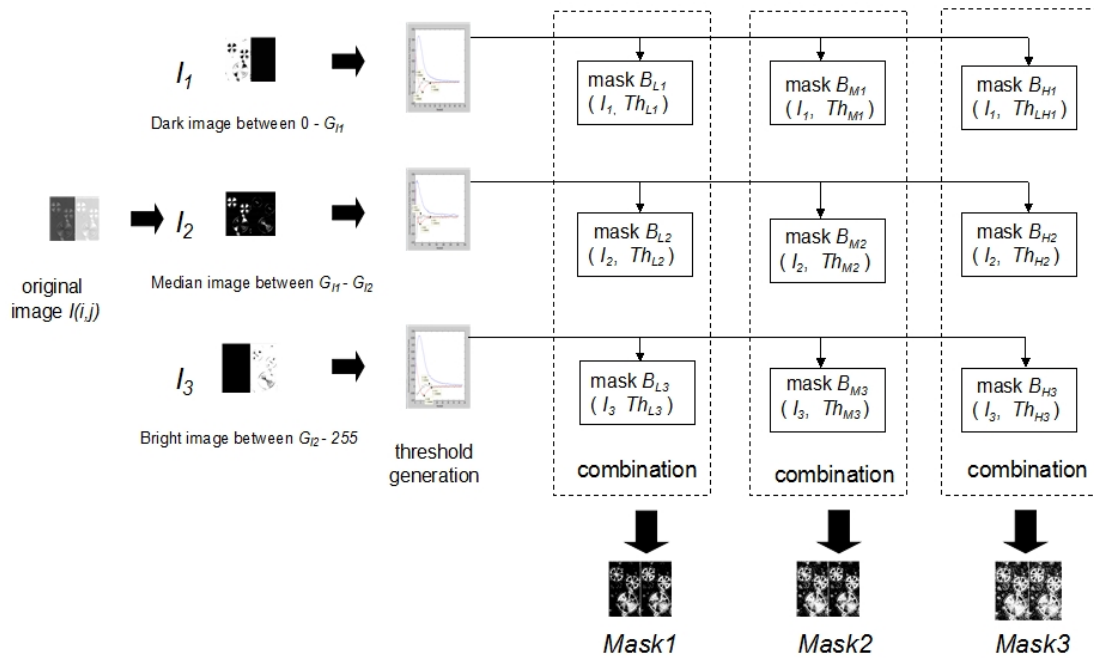 I1
Dark image between 0 - GI1
mask BL1
( I1, ThL1)
mask BM1
( I1, ThM1)
mask BH1
( I1, ThLH1)
original
image I(i,j)
I2
Median image between GI1 - GI2
mask BL2
( I2, ThL2)
mask BM2
( I2, ThM2)
mask BH2
( I2, ThH2)
I3
Bright image between GI2 - 255
threshold
generation
mask BL3
( I3 ThL3)
mask BM3
( I3, ThM3)
mask BH3
( I3, ThH3)
combination
combination
combination
Mask1
Mask2
Mask3